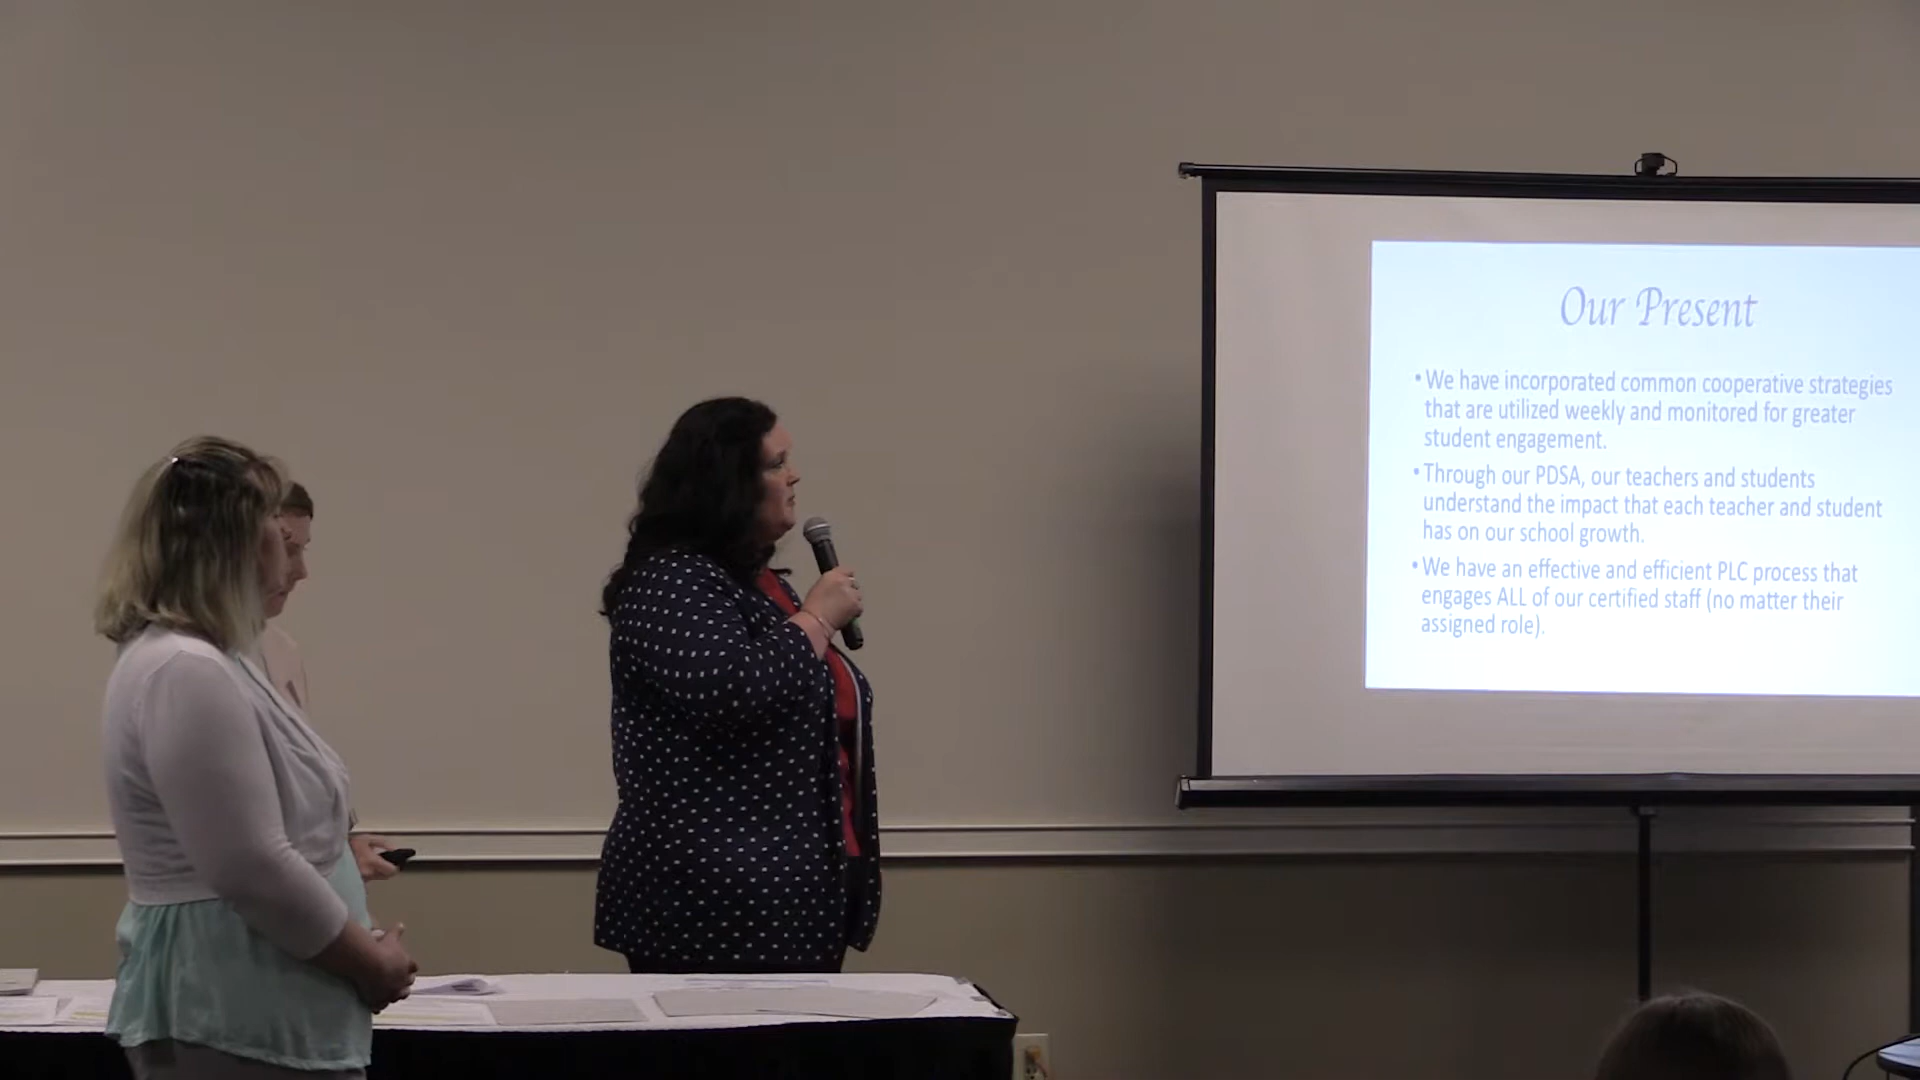 Our Present
• We have incorporated common cooperative strategies
that are utilized weekly and monitored for greater
student engagement.
• Through our PDSA, our teachers and students
understand the impact that each teacher and student
has on our school growth.
• We have an effective and efficient PLC process that
engages ALL of our certified staff (no matter their
assigned role).